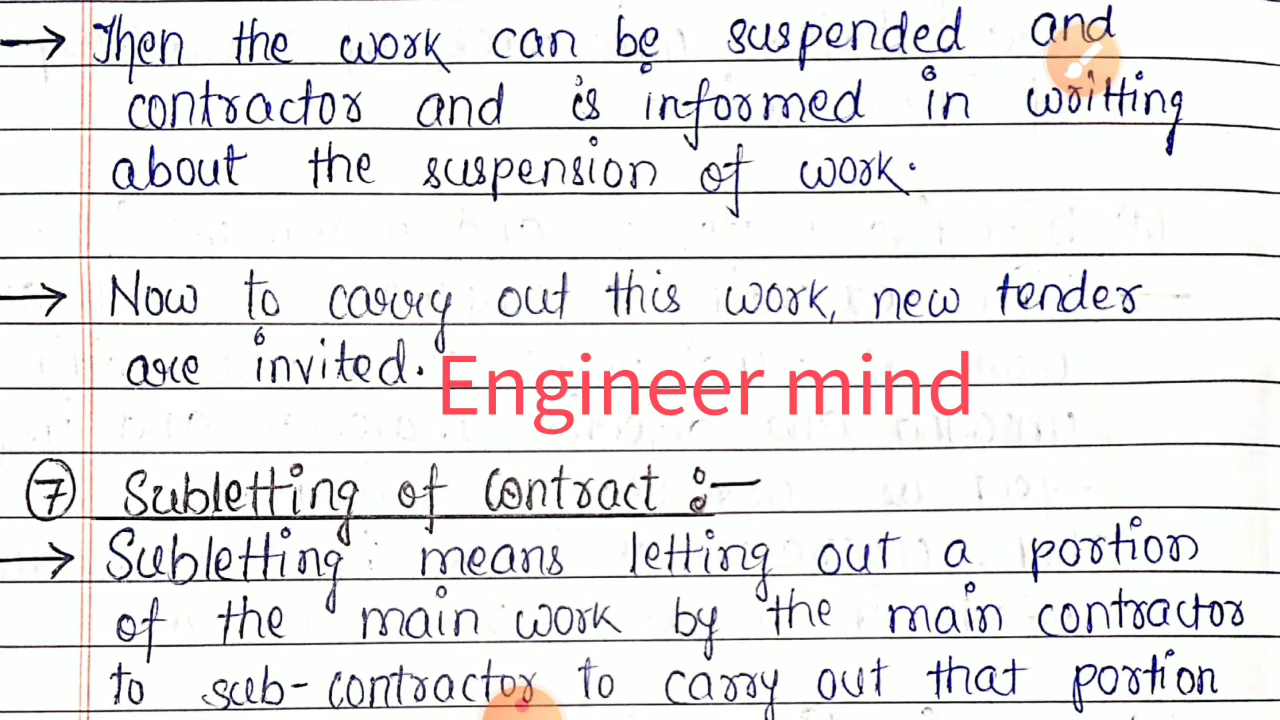 → Then the work can be suspended and
contractor and is informed in writting
about the suspension of work.
→ Now to carry out this work, new tender
are invited.
Engineer mind
⑦ Subletting of contract :-
→ Subletting means letting out a portion
of the main work by the main contractor
to sub-contractor to carry out that portion